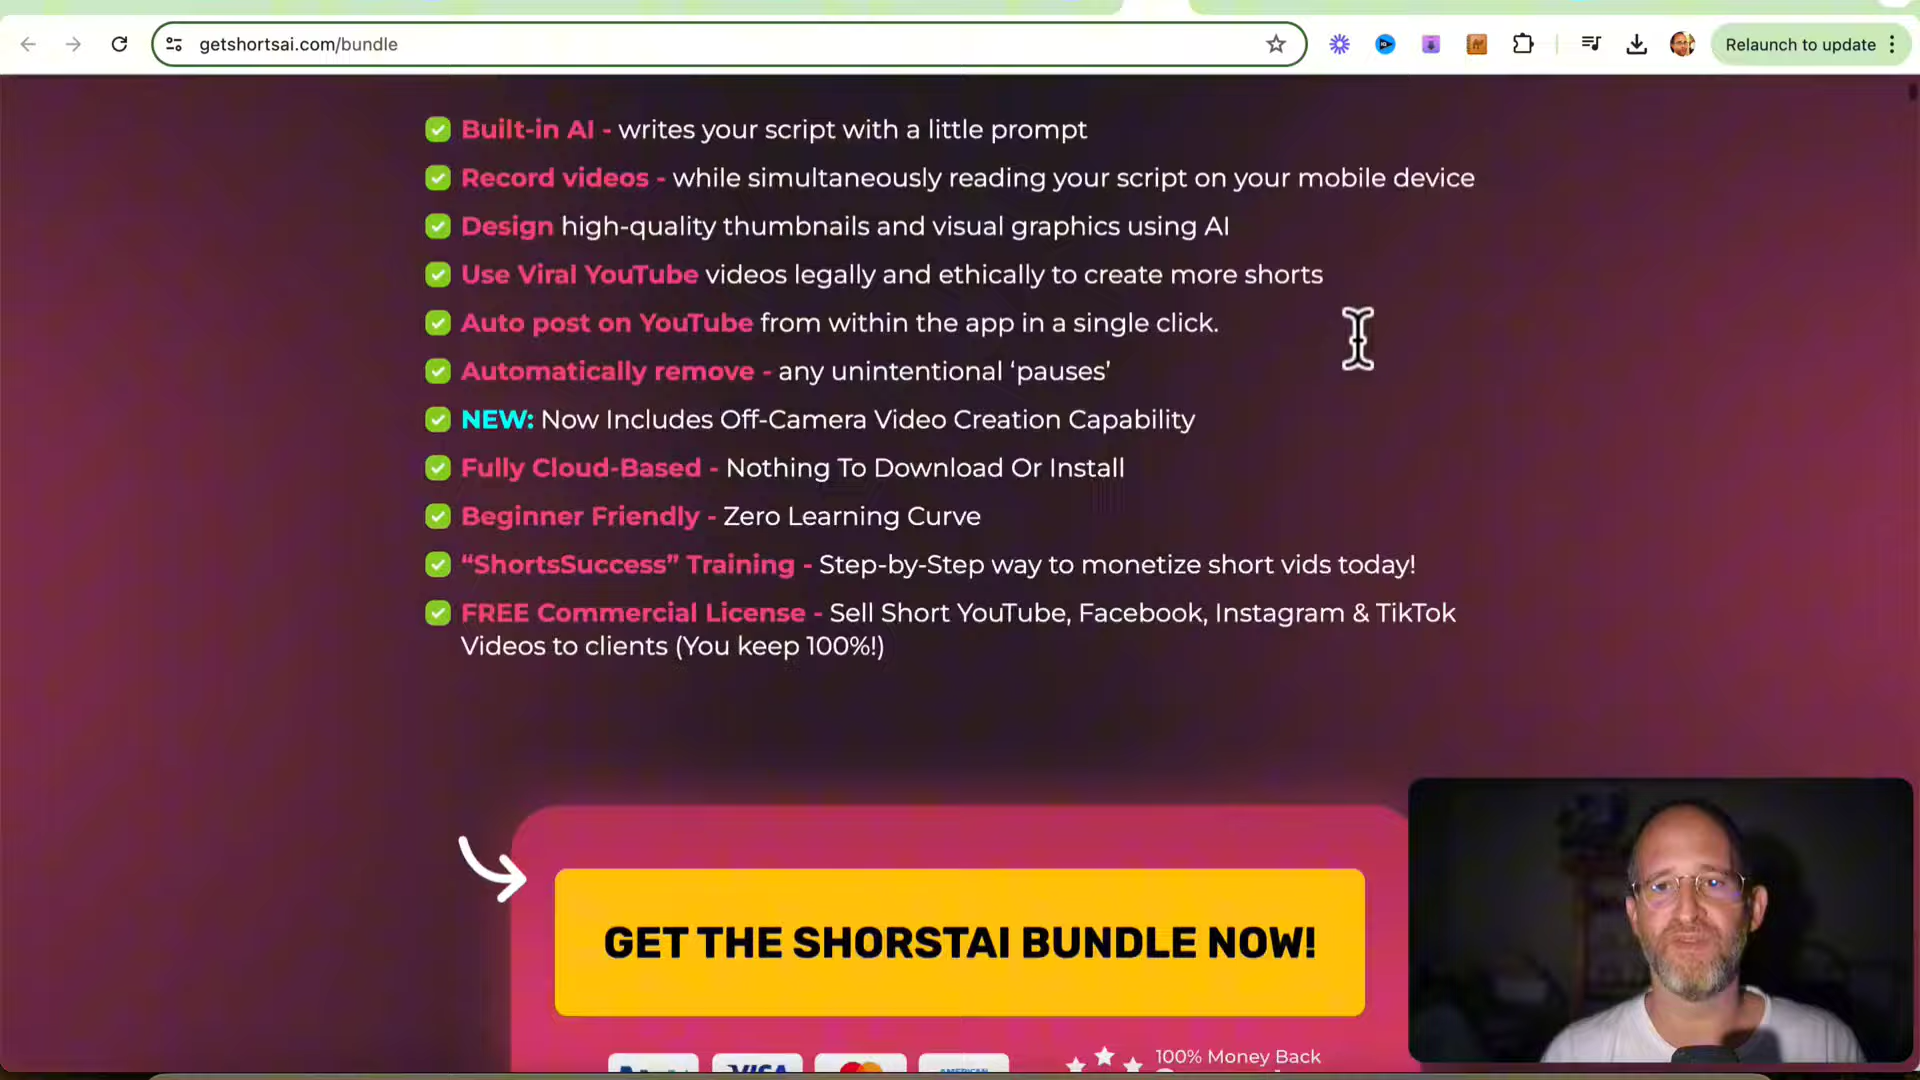 getshortsai.com/bundle
Relaunch to update
Built-in AI - writes your script with a little prompt
Record videos - while simultaneously reading your script on your mobile device
Design high-quality thumbnails and visual graphics using AI
Use Viral YouTube videos legally and ethically to create more shorts
Auto post on YouTube from within the app in a single click.
Automatically remove - any unintentional ‘pauses’
NEW: Now Includes Off-Camera Video Creation Capability
Fully Cloud-Based - Nothing To Download Or Install
Beginner Friendly - Zero Learning Curve
“ShortsSuccess” Training - Step-by-Step way to monetize short vids today!
FREE Commercial License - Sell Short YouTube, Facebook, Instagram & TikTok
Videos to clients (You keep 100%!)
GET THE SHORSTAI BUNDLE NOW!
VISA
AMERICAN
100% Money Back